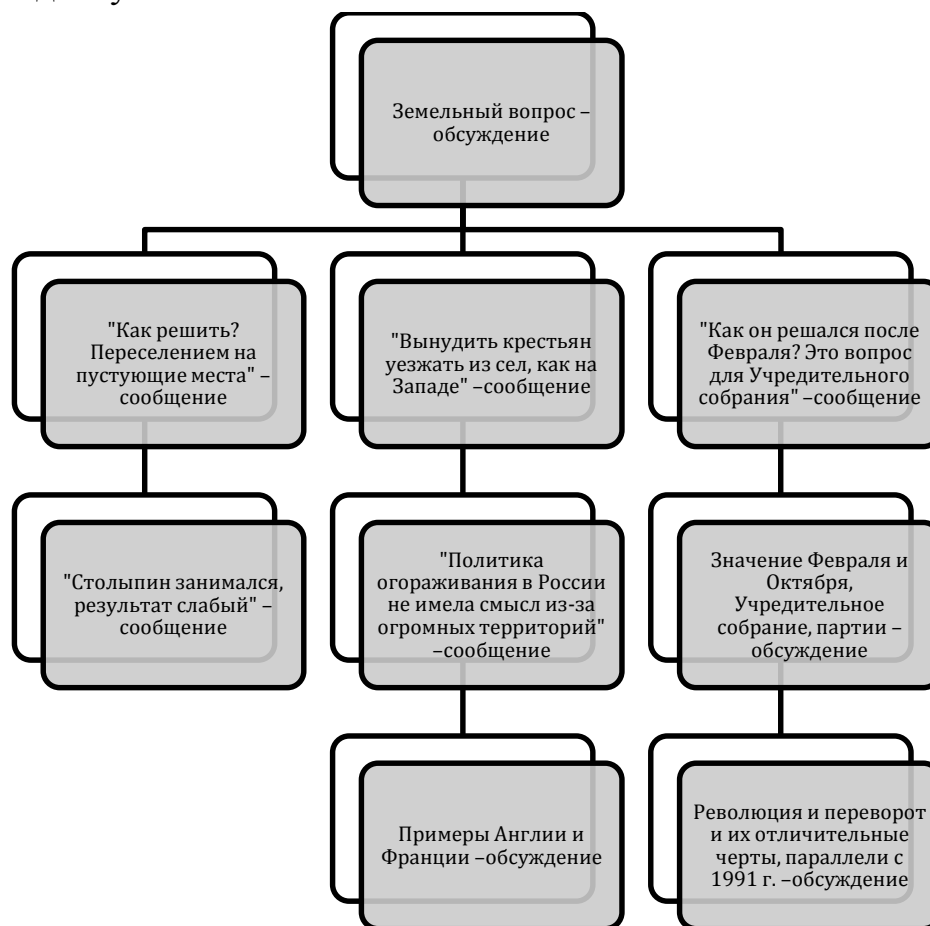 Земельный вопрос –
обсуждение
"Как решить?
Переселением на
пустующие места" –
сообщение
"Вынудить крестьян
уезжать из сел, как на
Западе" –сообщение
"Как он решался после
Февраля? Это вопрос
для Учредительного
собрания" –сообщение
"Столыпин занимался,
результат слабый" –
сообщение
"Политика
огораживания в России
не имела смысл из-за
огромных территорий"
–сообщение
Значение Февраля и
Октября,
Учредительное
собрание, партии –
обсуждение
Примеры Англии и
Франции –обсуждение
Революция и переворот
и их отличительные
черты, параллели с
1991 г. –обсуждение